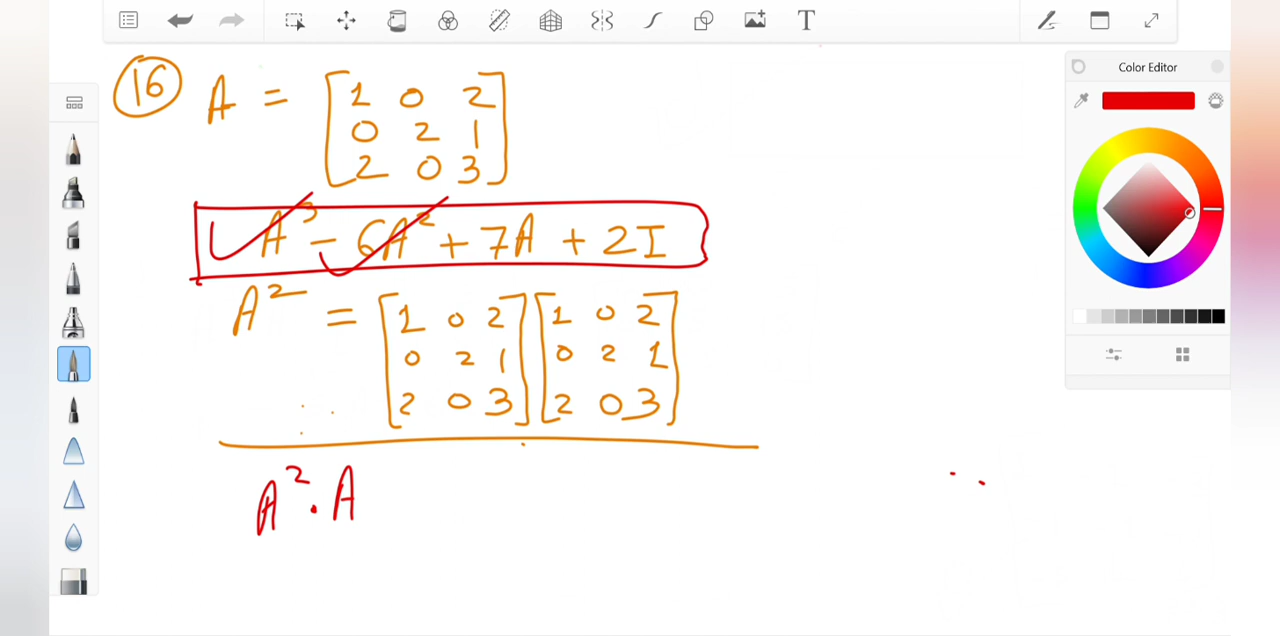 Color Editor
16 A = [1 0 2
0 2 1
2 0 3]
A³ - 6A² + 7A + 2I
A² = [1 0 2 [1 0 2
0 2 1 0 2 1
2 0 3] 2 0 3]
A² . A